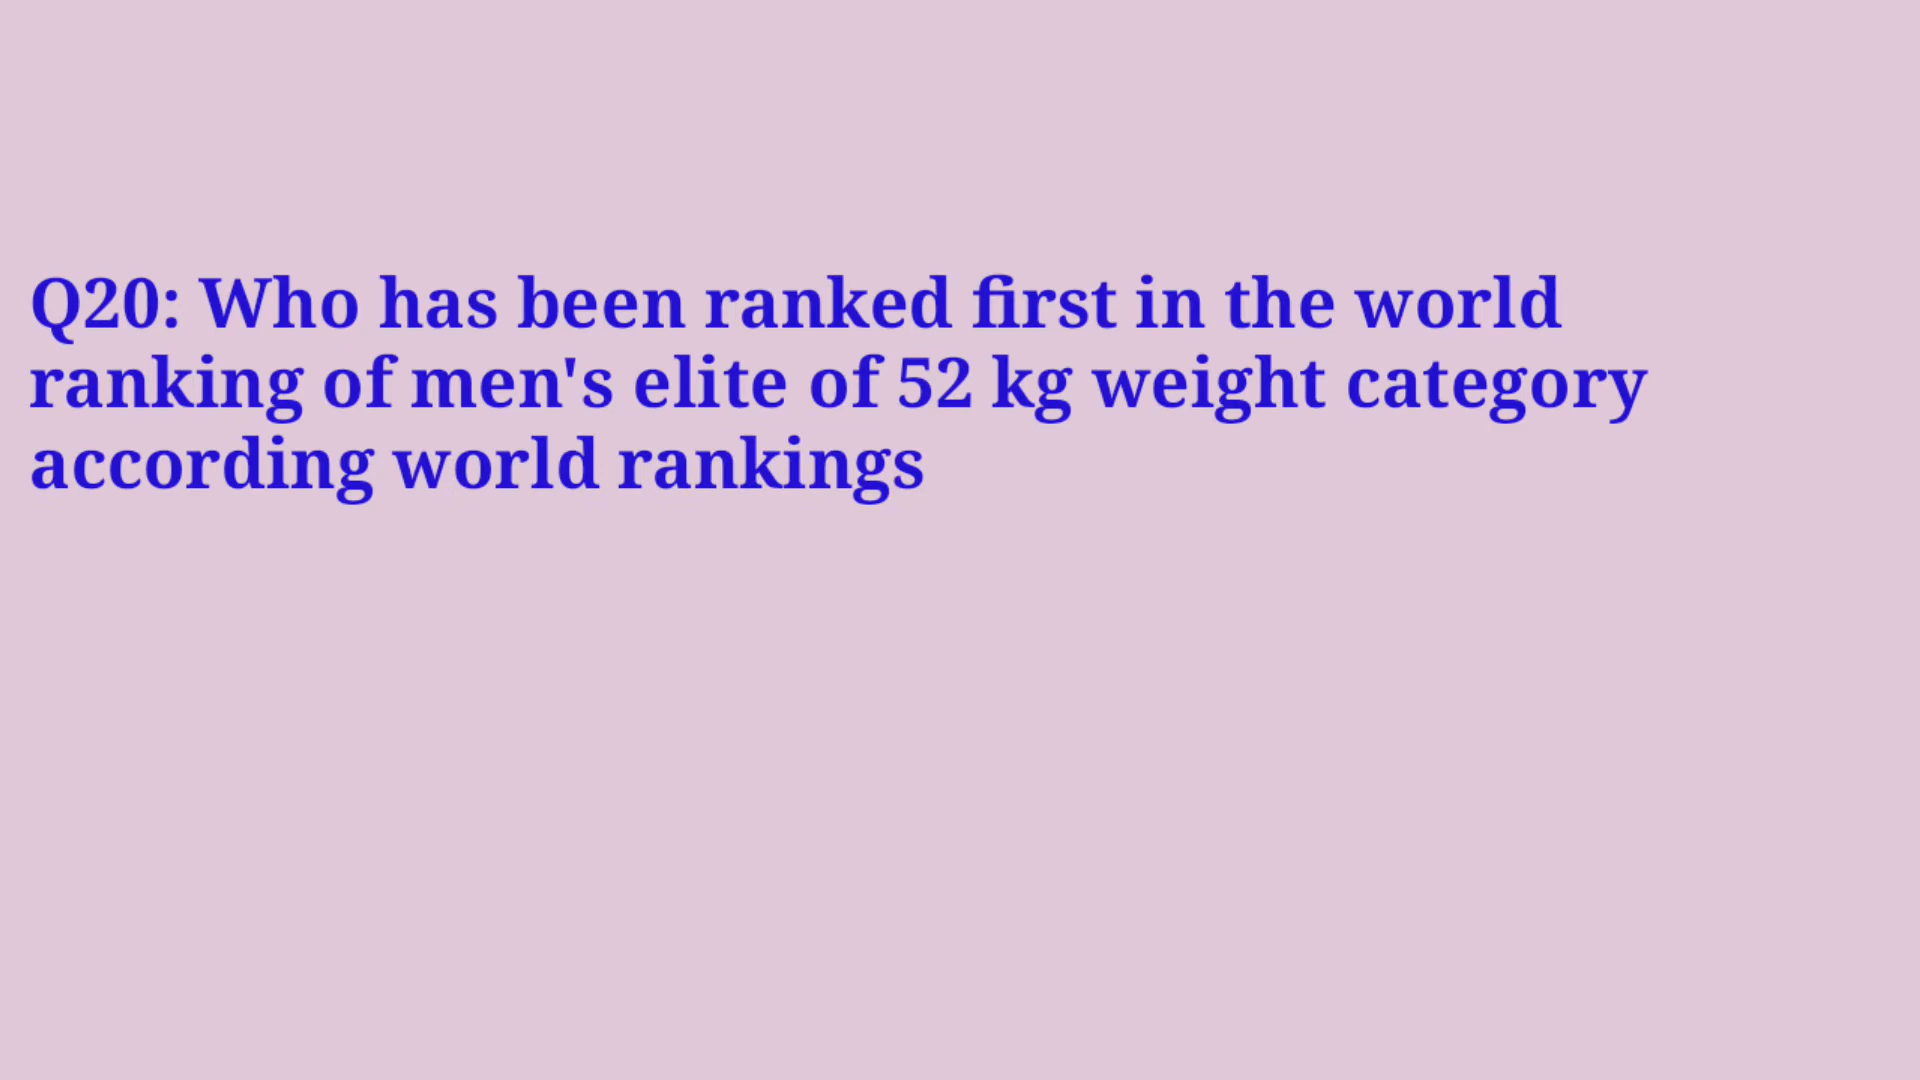 Q20: Who has been ranked first in the world
ranking of men's elite of 52 kg weight category
according world rankings